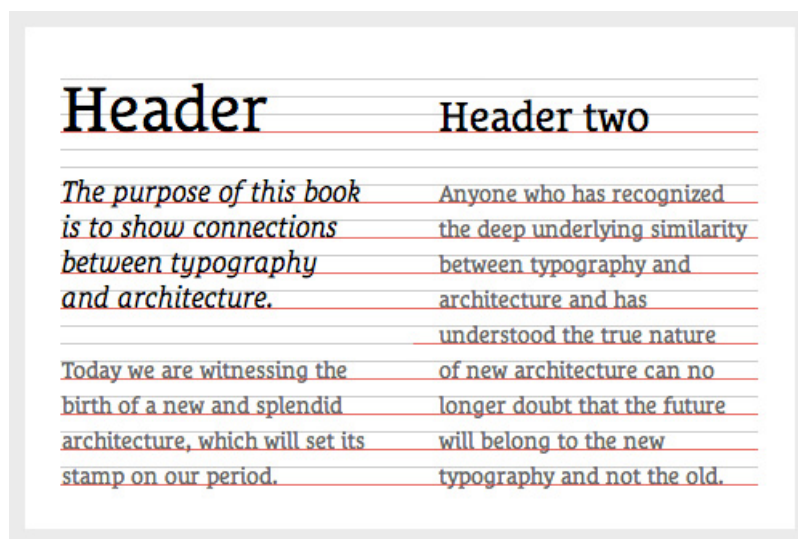 Header
The purpose of this book
is to show connections
between typography
and architecture.
Today we are witnessing the
birth of a new and splendid
architecture, which will set its
stamp on our period.
Header two
Anyone who has recognized
the deep underlying similarity
between typography and
architecture and has
understood the true nature
of new architecture can no
longer doubt that the future
will belong to the new
typography and not the old.